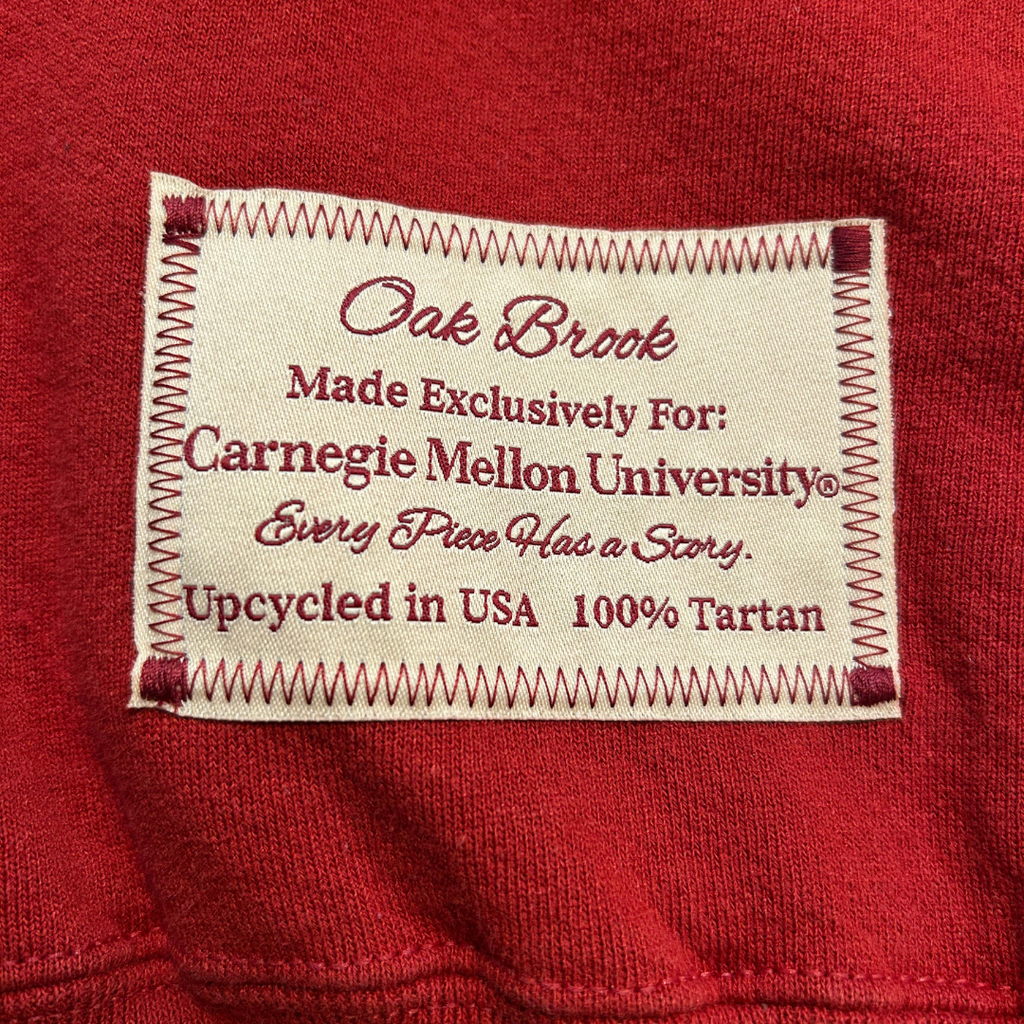 Oak Brook
Made Exclusively For:
Carnegie Mellon University®
Every Piece Has a Story.
Upcycled in USA 100% Tartan